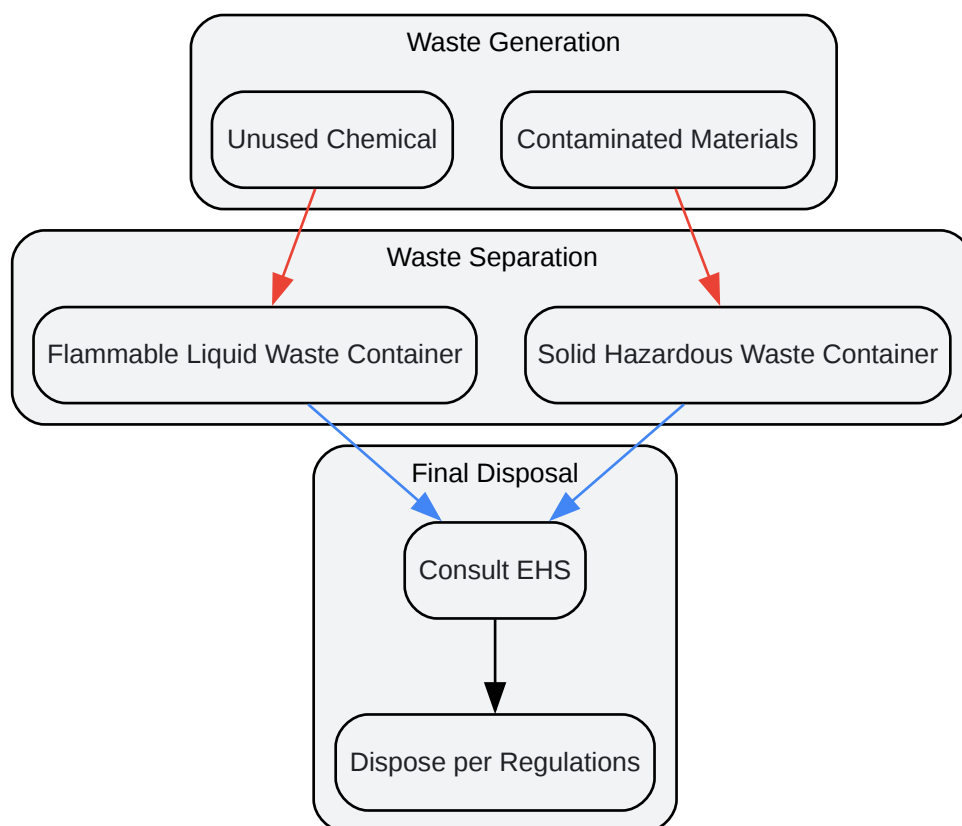 Waste Generation
Unused Chemical
Contaminated Materials
Waste Separation
Flammable Liquid Waste Container
Solid Hazardous Waste Container
Final Disposal
Consult EHS
Dispose per Regulations